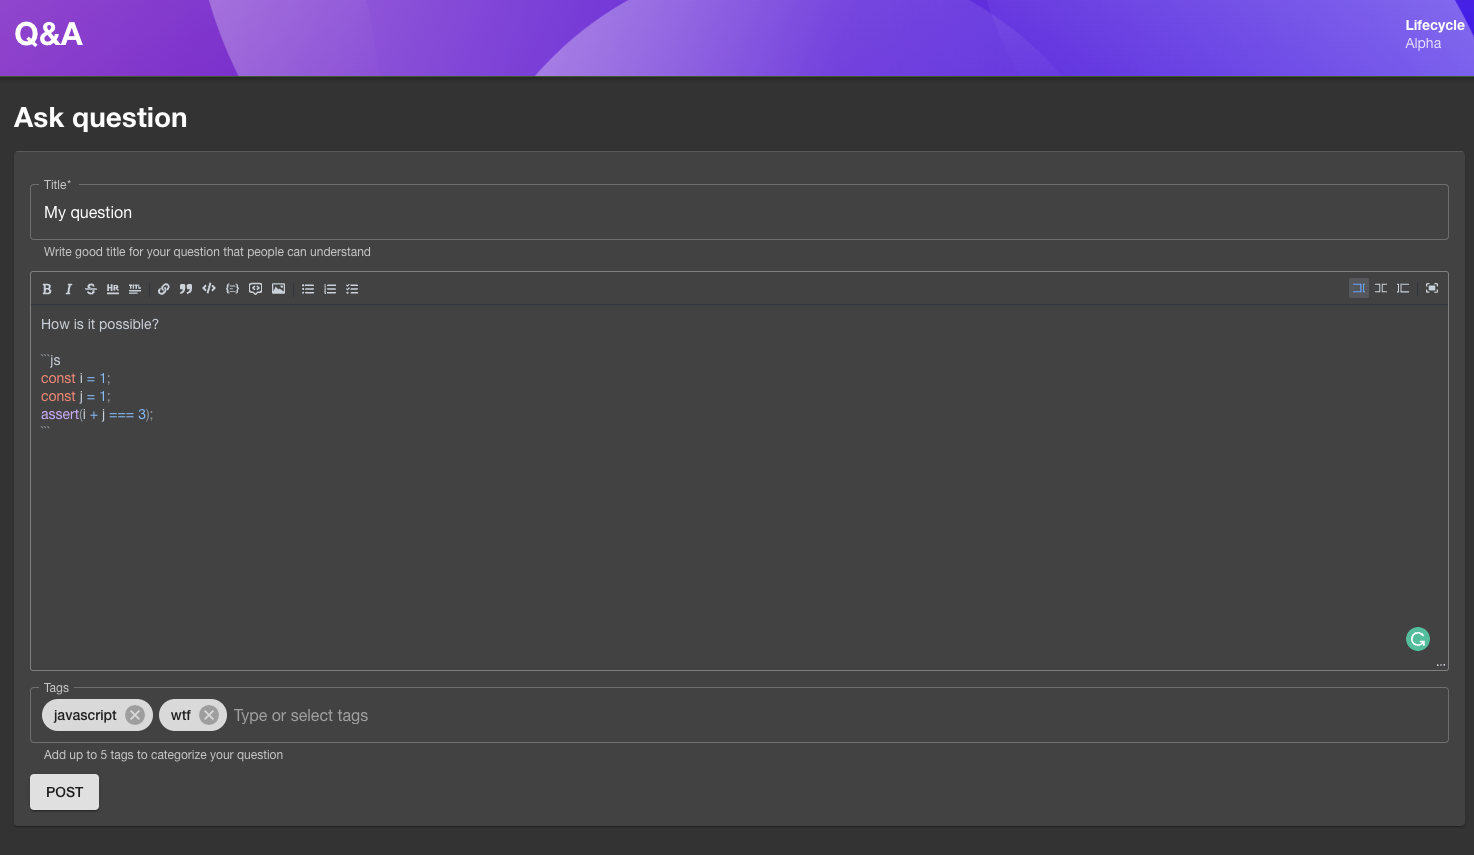 Q&A
Lifecycle
Alpha
Ask question
Title*
My question
Write good title for your question that people can understand
How is it possible?
```js
const i = 1;
const j = 1;
assert(i + j === 3);
```
Tags
javascript
wtf
Type or select tags
Add up to 5 tags to categorize your question
POST